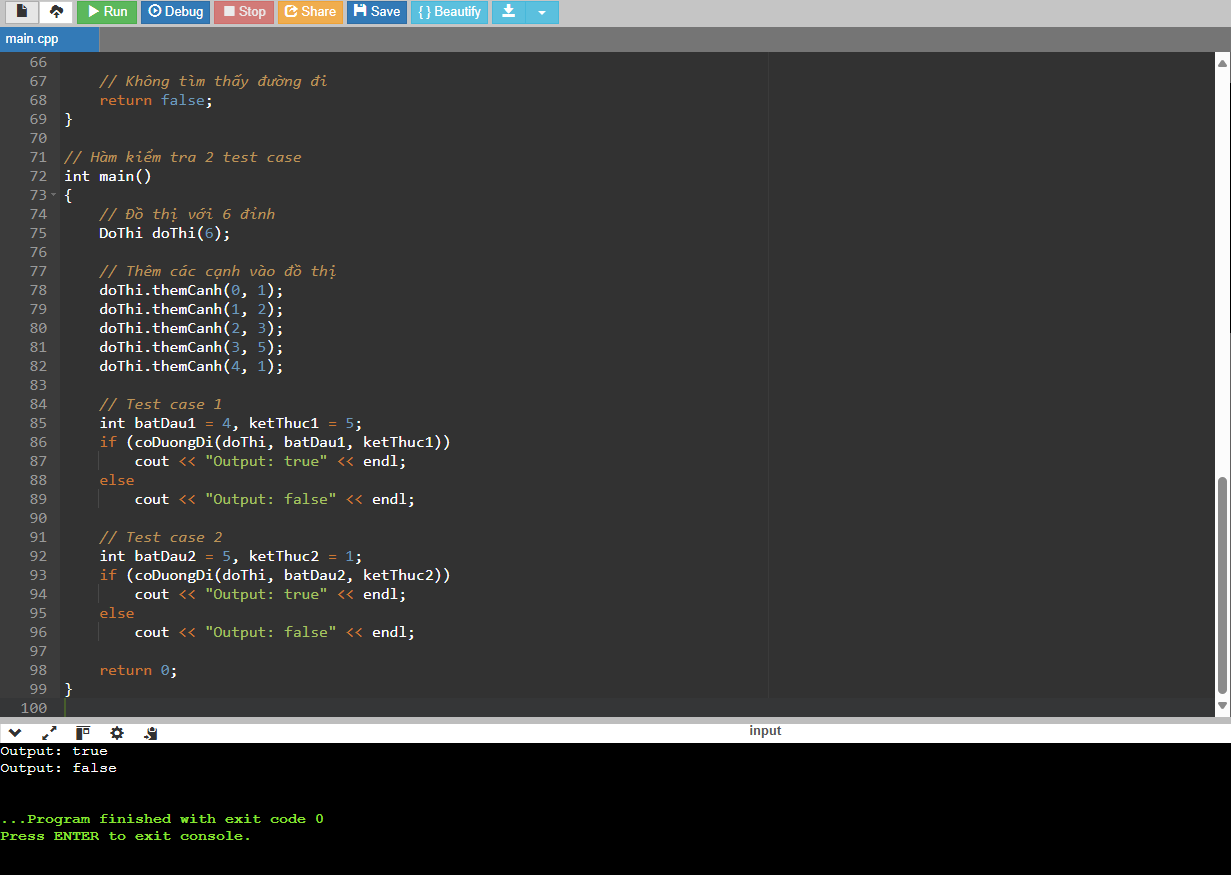 Run Debug Stop Share Save { } Beautify
main.cpp
66
67     // Không tìm thấy đường đi
68     return false;
69 }
70
71 // Hàm kiểm tra 2 test case
72 int main()
73 {
74     // Đồ thị với 6 đỉnh
75     DoThi doThi(6);
76
77     // Thêm các cạnh vào đồ thị
78     doThi.themCanh(0, 1);
79     doThi.themCanh(1, 2);
80     doThi.themCanh(2, 3);
81     doThi.themCanh(3, 5);
82     doThi.themCanh(4, 1);
83
84     // Test case 1
85     int batDau1 = 4, ketThuc1 = 5;
86     if (coDuongDi(doThi, batDau1, ketThuc1))
87         cout << "Output: true" << endl;
88     else
89         cout << "Output: false" << endl;
90
91     // Test case 2
92     int batDau2 = 5, ketThuc2 = 1;
93     if (coDuongDi(doThi, batDau2, ketThuc2))
94         cout << "Output: true" << endl;
95     else
96         cout << "Output: false" << endl;
97
98     return 0;
99 }
100
input
Output: true
Output: false
...Program finished with exit code 0
Press ENTER to exit console.